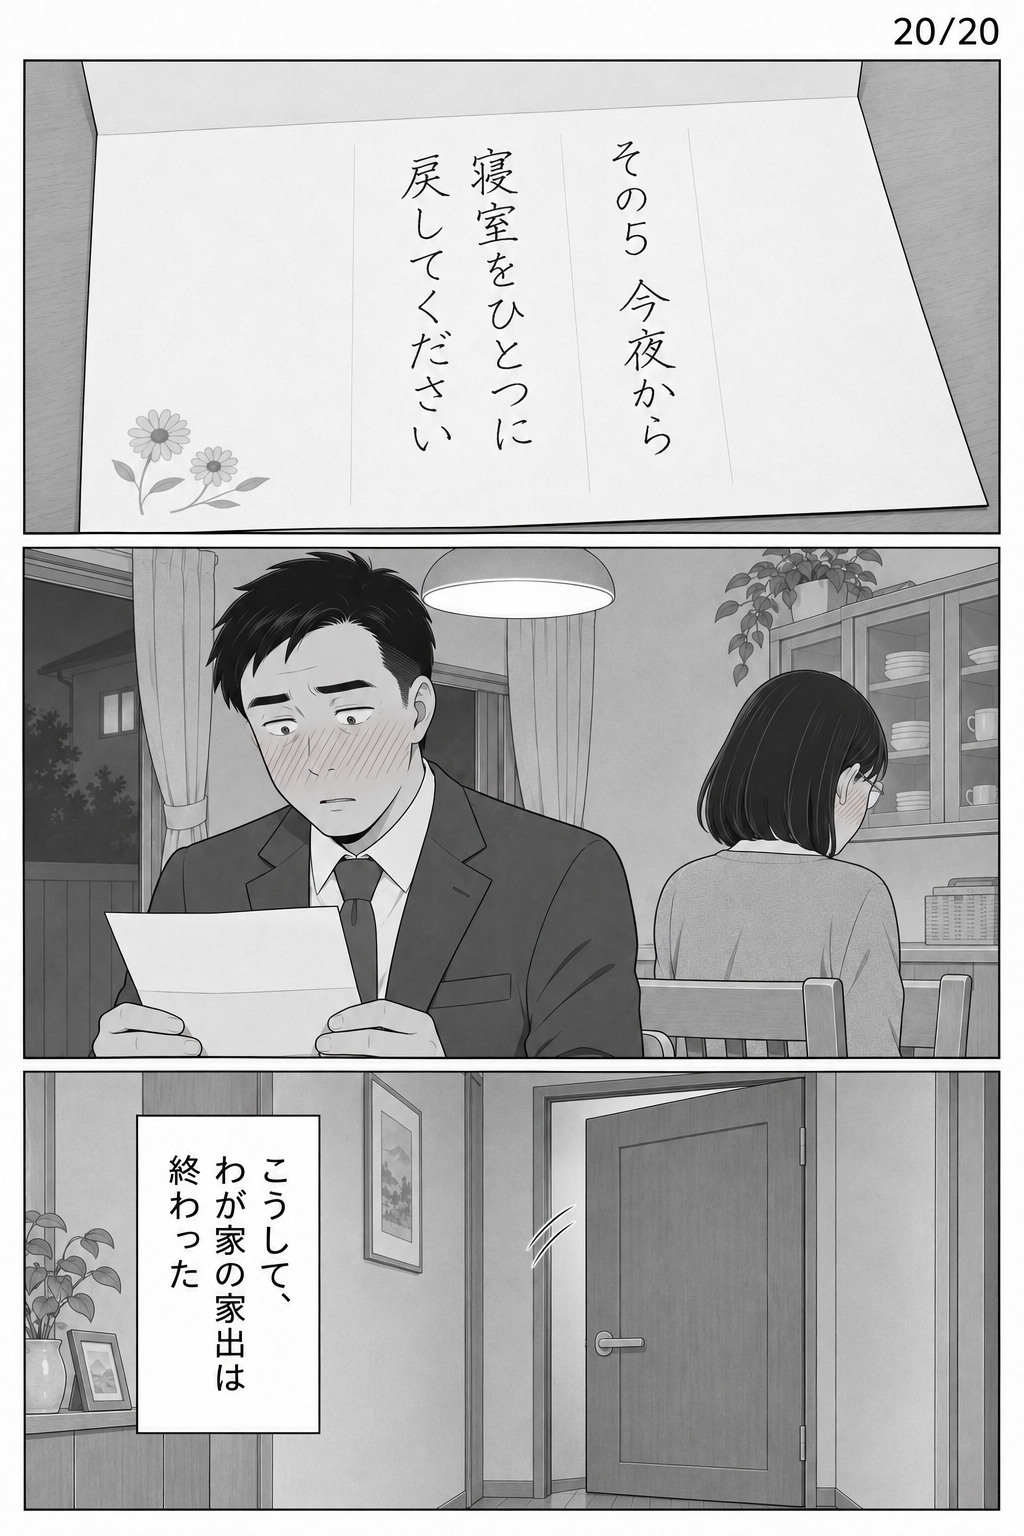 20/20
その5 今夜から
寝室をひとつに
戻してください
こうして、
わが家の家出は
終わった